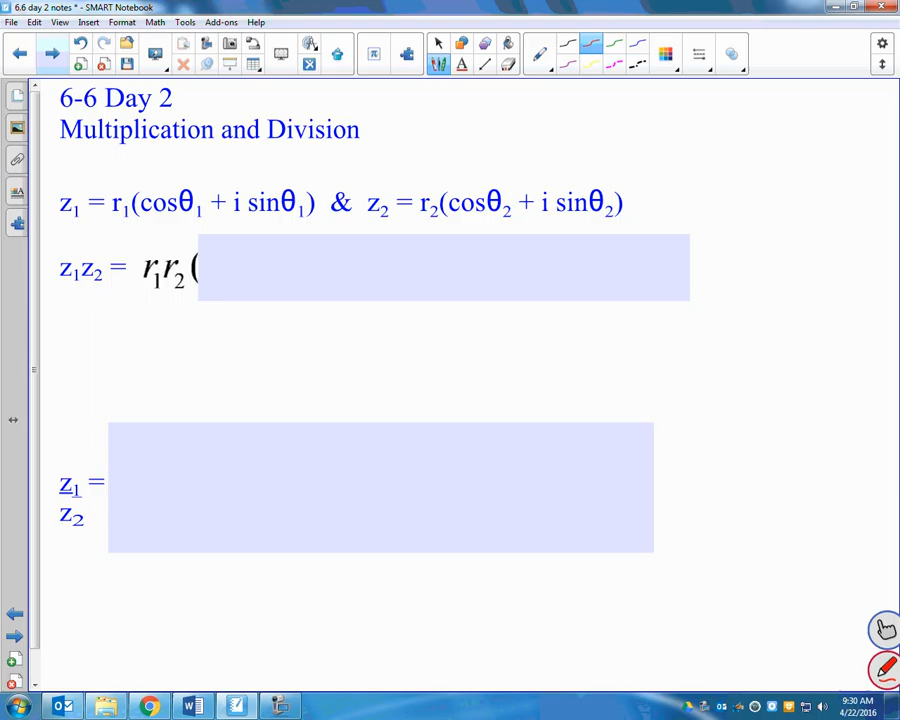 6.6 day 2 notes * - SMART Notebook
File Edit View Insert Format Math Tools Add-ons Help
6-6 Day 2
Multiplication and Division
z₁ = r₁(cosθ₁ + i sinθ₁) & z₂ = r₂(cosθ₂ + i sinθ₂)
z₁z₂ = r₁r₂(
z₁ =
z₂
9:30 AM
4/22/2016